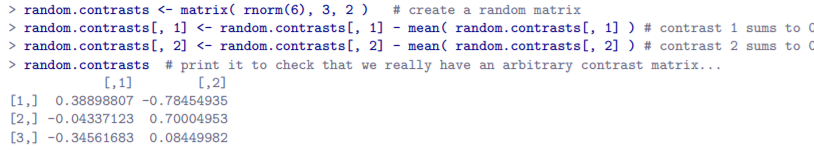 > random.contrasts <- matrix( rnorm(6), 3, 2 )   # create a random matrix
> random.contrasts[, 1] <- random.contrasts[, 1] - mean( random.contrasts[, 1] ) # contrast 1 sums to 0
> random.contrasts[, 2] <- random.contrasts[, 2] - mean( random.contrasts[, 2] ) # contrast 2 sums to 0
> random.contrasts  # print it to check that we really have an arbitrary contrast matrix...
            [,1]        [,2]
[1,]  0.38898807 -0.78454935
[2,] -0.04337123  0.70004953
[3,] -0.34561683  0.08449982